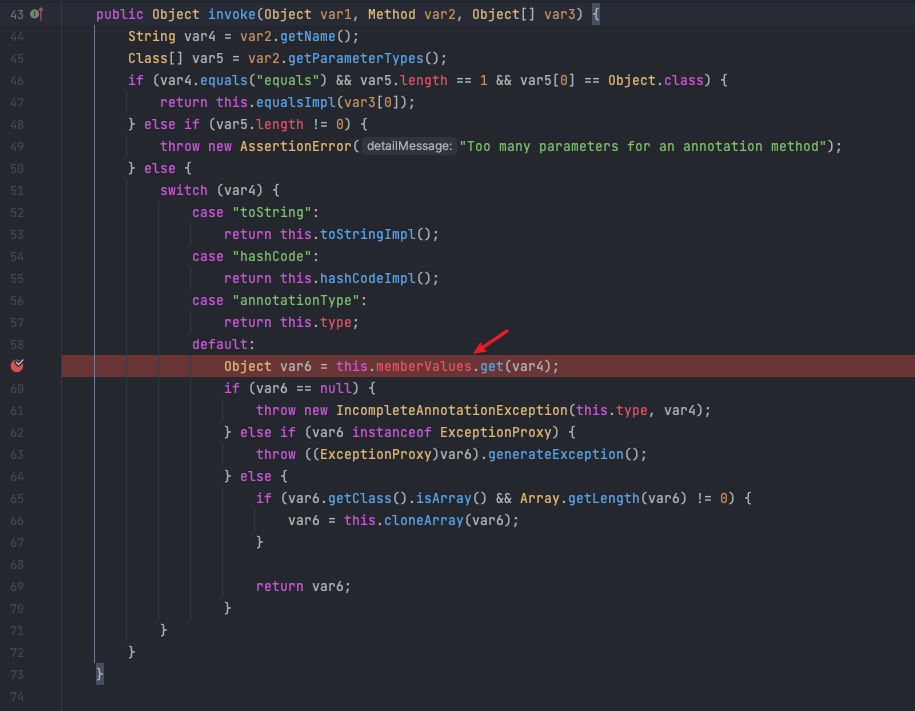 43 public Object invoke(Object var1, Method var2, Object[] var3) {
44 String var4 = var2.getName();
45 Class[] var5 = var2.getParameterTypes();
46 if (var4.equals("equals") && var5.length == 1 && var5[0] == Object.class) {
47 return this.equalsImpl(var3[0]);
48 } else if (var5.length != 0) {
49 throw new AssertionError( detailMessage: "Too many parameters for an annotation method");
50 } else {
51 switch (var4) {
52 case "toString":
53 return this.toStringImpl();
54 case "hashCode":
55 return this.hashCodeImpl();
56 case "annotationType":
57 return this.type;
58 default:
Object var6 = this.memberValues.get(var4);
60 if (var6 == null) {
61 throw new IncompleteAnnotationException(this.type, var4);
62 } else if (var6 instanceof ExceptionProxy) {
63 throw ((ExceptionProxy)var6).generateException();
64 } else {
65 if (var6.getClass().isArray() && Array.getLength(var6) != 0) {
66 var6 = this.cloneArray(var6);
67 }
68
69 return var6;
70 }
71 }
72 }
73 }
74